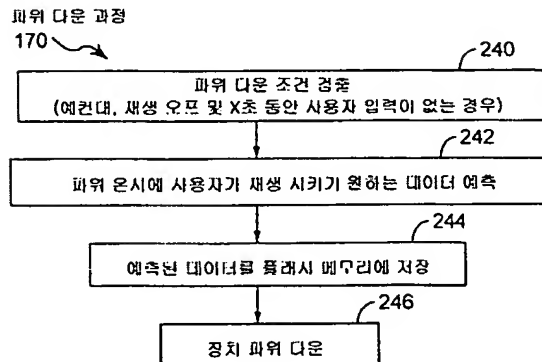 파워 다운 과정
170
240
파워 다운 조건 검출
(예컨대, 재생 오프 및 X초 동안 사용자 입력이 없는 경우)
242
파워 온시에 사용자가 재생 시키기 원하는 데이터 예측
244
예측된 데이터를 플래시 메모리에 저장
246
장치 파워 다운